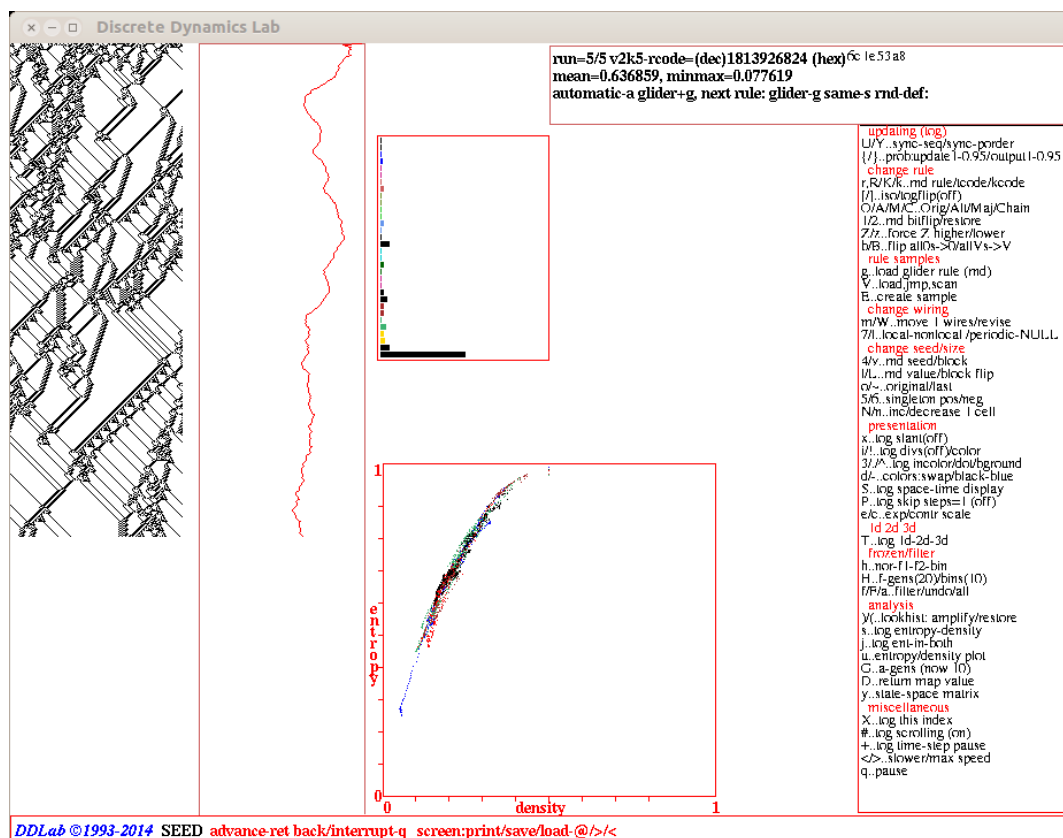 Discrete Dynamics Lab
run=5/5 v2k5-rcode=(dec)1813926824 (hex)6c 1e 53 a8
mean=0.636859, minmax=0.077619
automatic-a glider+g, next rule: glider-g same-s rnd-def:
updating (tog)
U/Y..sync-seq/sync-porder
{/}..probupdate1-0.95/output1-0.95
change rule
r,R/K/k..rnd rule/tcode/kcode
[/]..iso/togflip(off)
O/A/M/C..Orig/Alt/Maj/Chain
1/2..rnd bitflip/restore
Z/z..force Z higher/lower
b/B..flip all0s->0/allVs->V
rule samples
g..load glider rule (rnd)
V..load,jmp,scan
E..create sample
change wiring
m/W..move 1 wires/revise
7/l..local-nonlocal /periodic-NULL
change seed/size
4/v..rnd seed/block
I/L..rnd value/block flip
o/~..original/last
5/6..singleton pos/neg
N/n..inc/decrease 1 cell
presentation
x..tog slant(off)
i/!..tog divs(off)/color
3/./^..tog incolor/dot/bground
d/-..colors:swap/black-blue
S..tog space-time display
P..tog skip steps=1 (off)
e/c..exp/contr scale
1d 2d 3d
T..tog 1d-2d-3d
frozen/filter
h..nor-f1-f2-bin
H..f-gens(20)/bins(10)
f/F/a..filter/undo/all
analysis
)/(..lookhist: amplify/restore
s..tog entropy-density
j..tog ent-in-both
u..entropy/density plot
G..a-gens (now 10)
D..return map value
y..state-space matrix
miscellaneous
X..tog this index
#..tog scrolling (on)
+..tog time-step pause
</>..slower/max speed
q..pause
1
entropy
0
0 density 1
DDLab ©1993-2014 SEED advance-ret back/interrupt-q screen:print/save/load-@/>/<